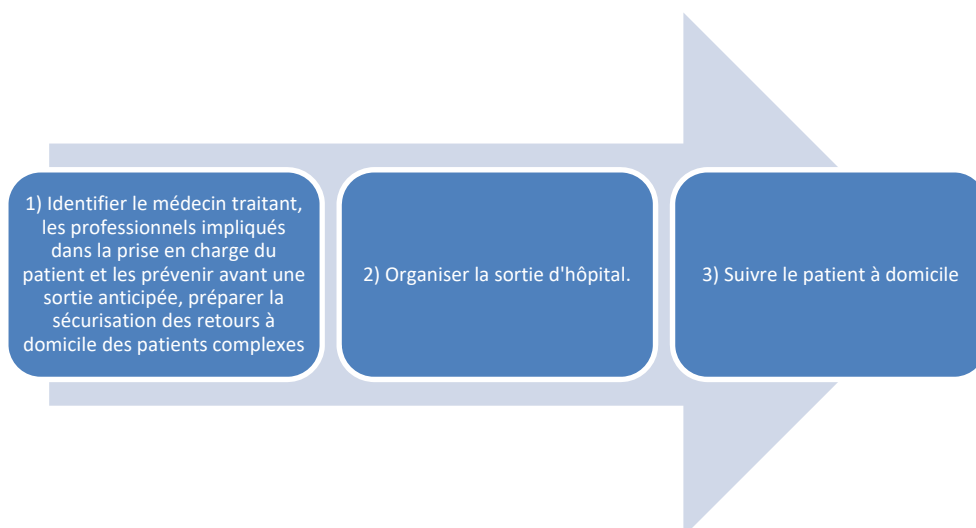 1) Identifier le médecin traitant,
les professionnels impliqués
dans la prise en charge du
patient et les prévenir avant une
sortie anticipée, préparer la
sécurisation des retours à
domicile des patients complexes
2) Organiser la sortie d'hôpital.
3) Suivre le patient à domicile